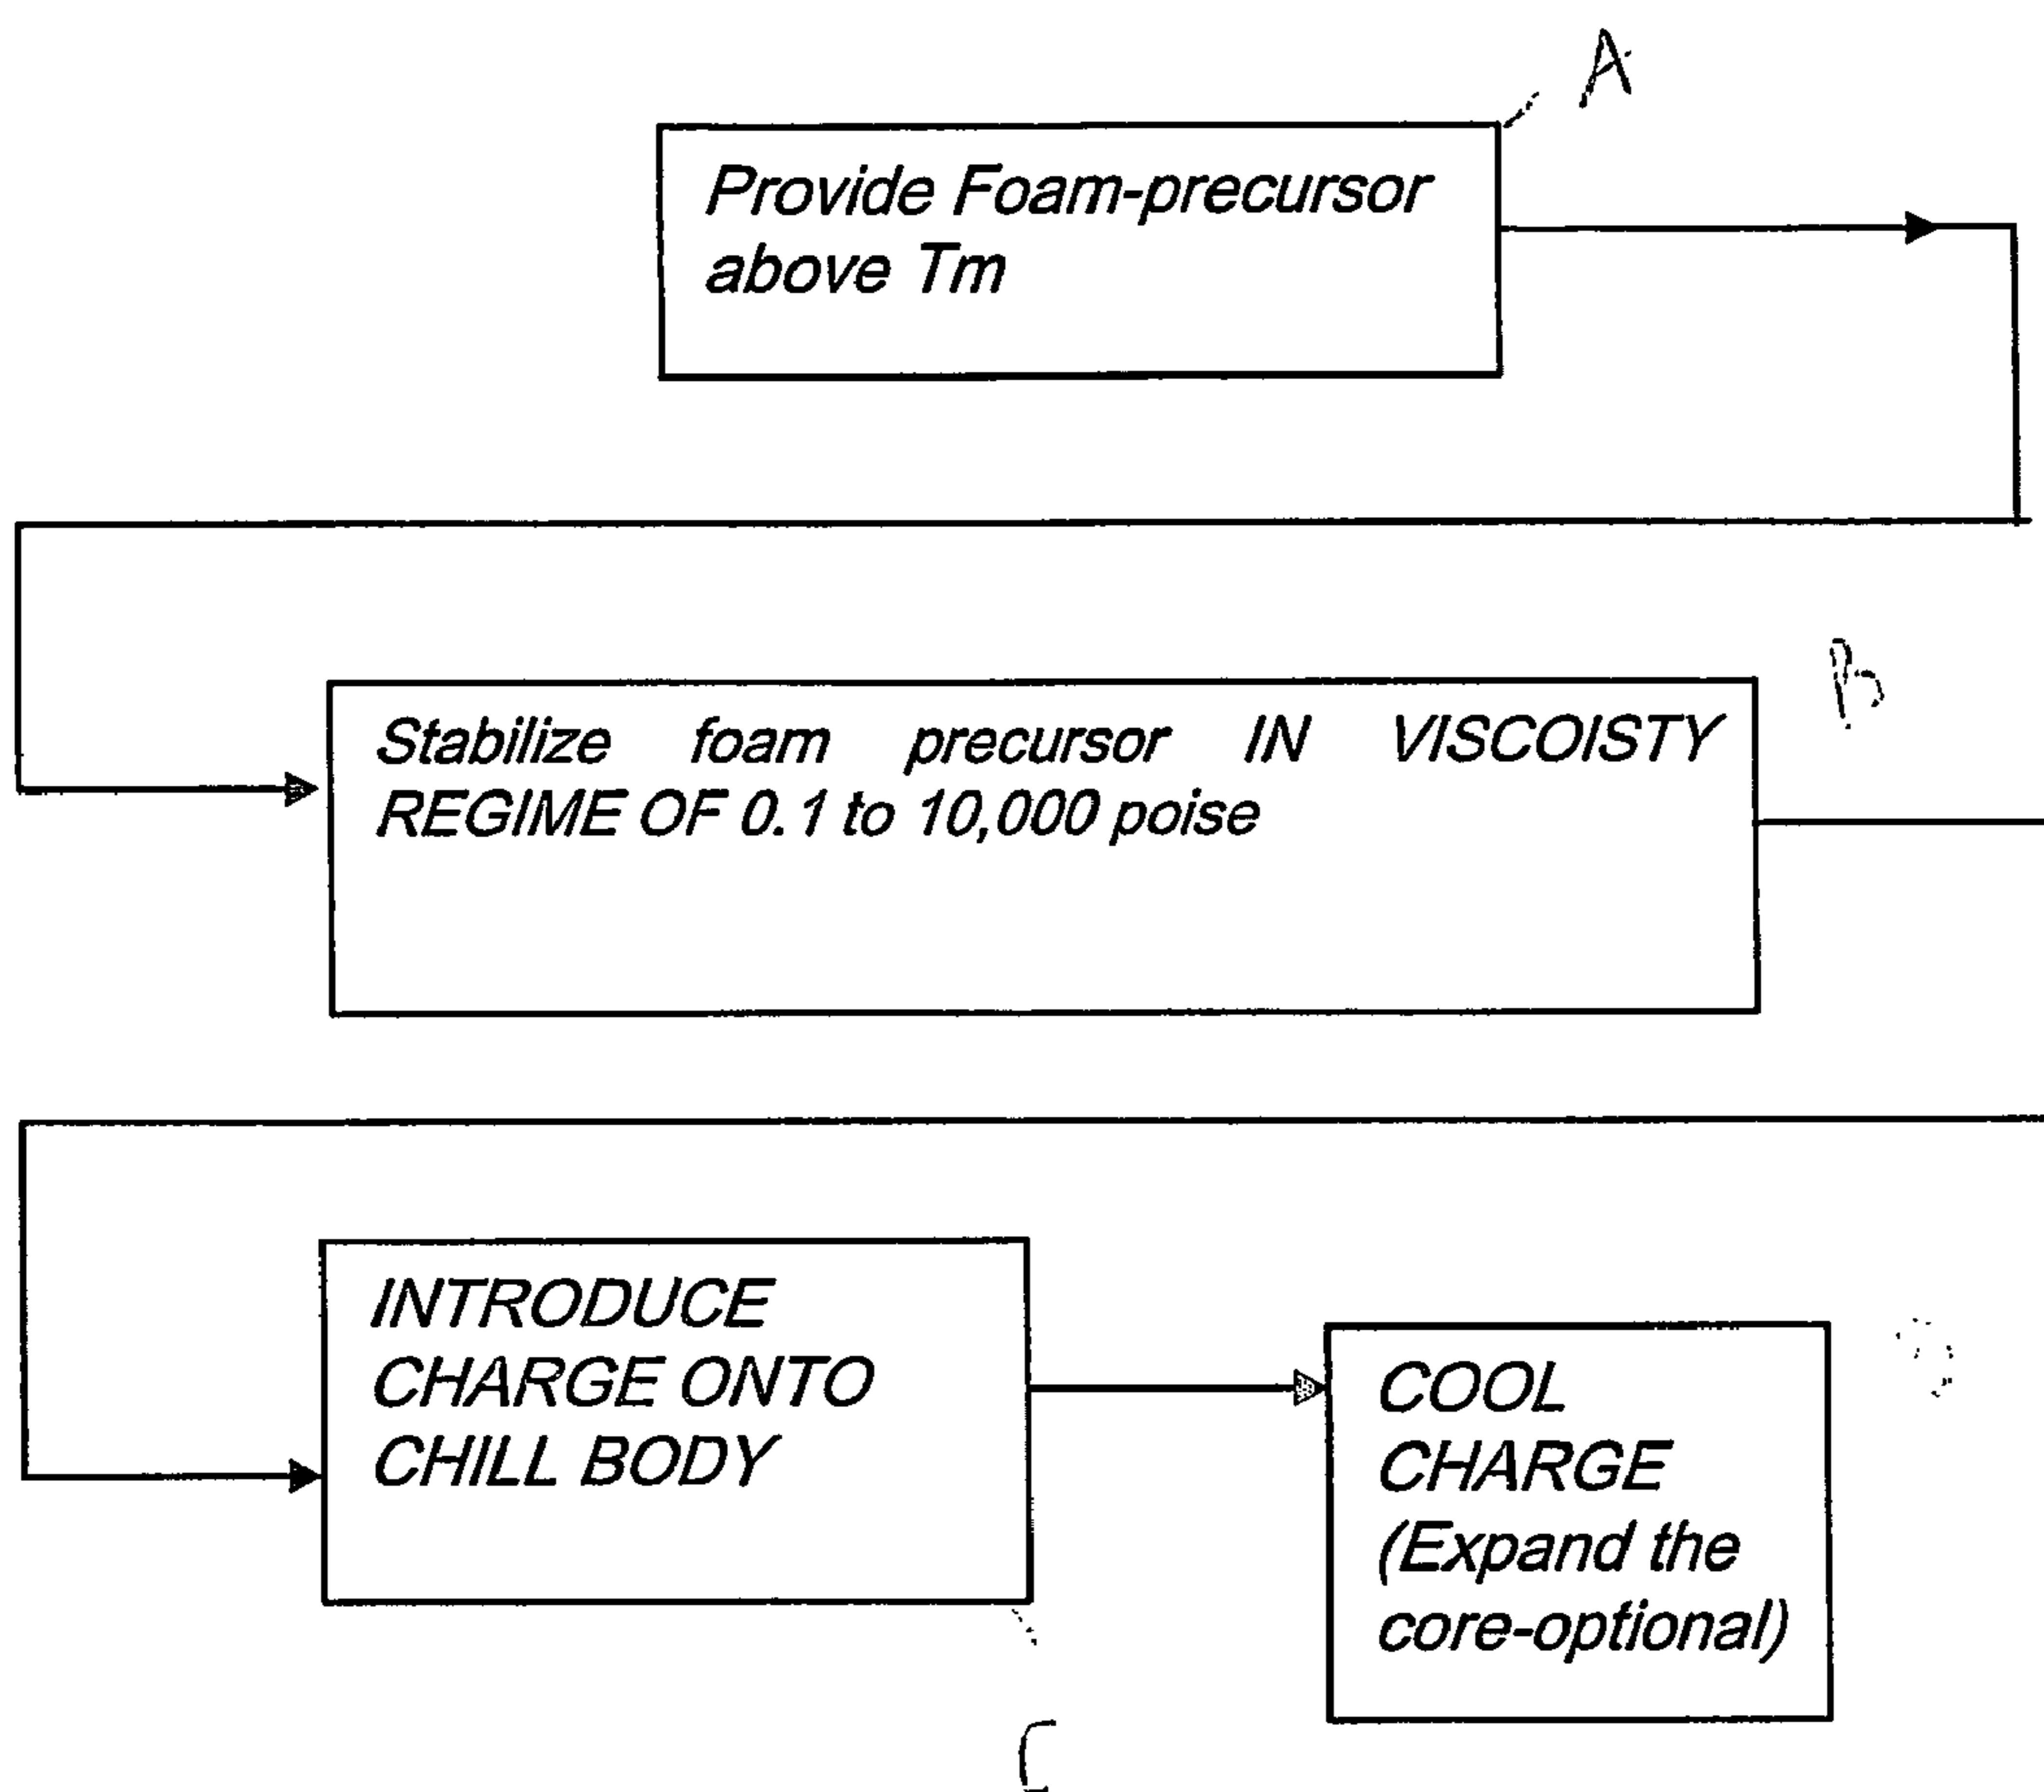 A
Provide Foam-precursor
above Tm
B
Stabilize foam precursor IN VISCOISTY
REGIME OF 0.1 to 10,000 poise
INTRODUCE
CHARGE ONTO
CHILL BODY
COOL
CHARGE
(Expand the
core-optional)
C